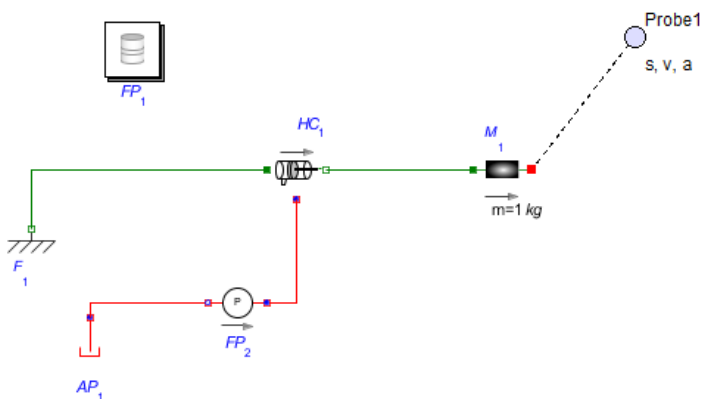 Probe1
s, v, a
FP1
HC1
M1
m=1 kg
F1
P
FP2
AP1